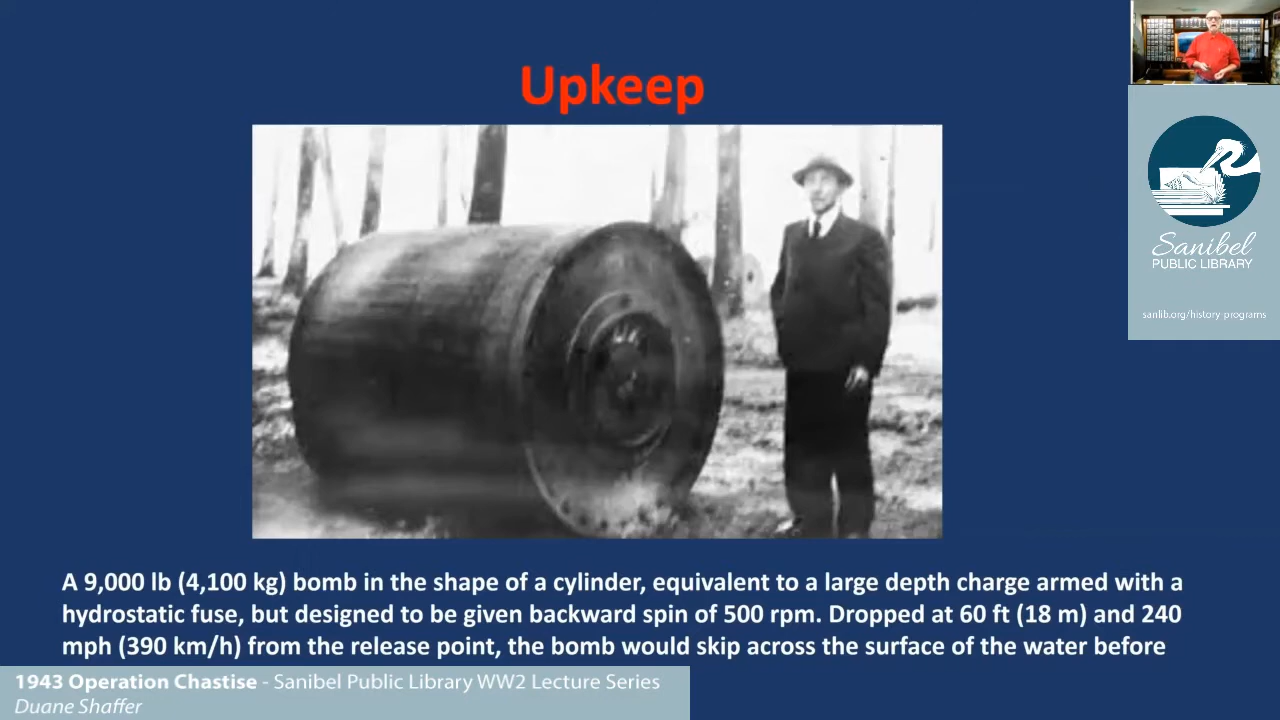 Upkeep
Sanibel
PUBLIC LIBRARY
sanlib.org/history-programs
A 9,000 lb (4,100 kg) bomb in the shape of a cylinder, equivalent to a large depth charge armed with a
hydrostatic fuse, but designed to be given backward spin of 500 rpm. Dropped at 60 ft (18 m) and 240
mph (390 km/h) from the release point, the bomb would skip across the surface of the water before
1943 Operation Chastise - Sanibel Public Library WW2 Lecture Series
Duane Shaffer